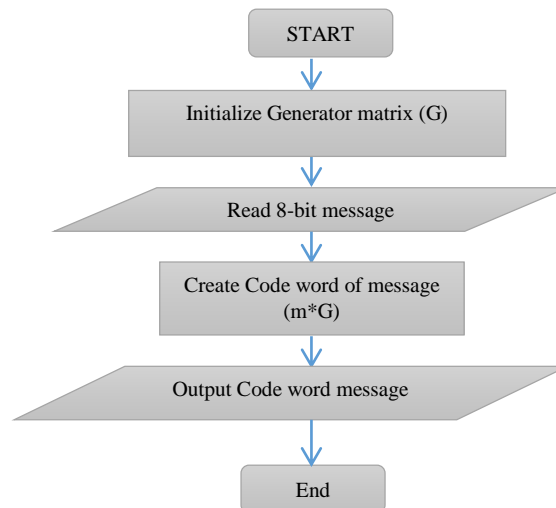 START
Initialize Generator matrix (G)
Read 8-bit message
Create Code word of message
(m*G)
Output Code word message
End